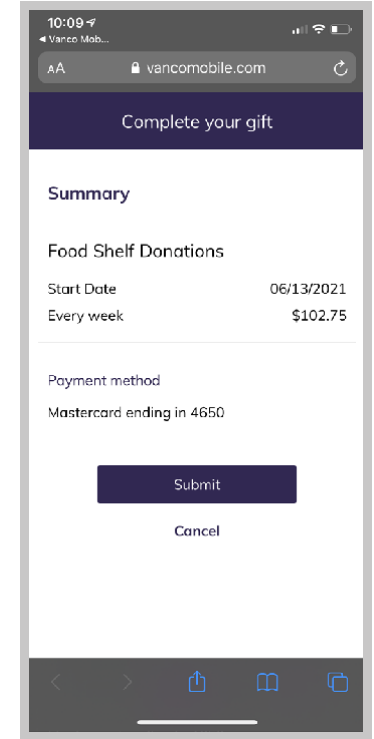 10:09
◀ Vanco Mob...
AA vancomobile.com
Complete your gift
Summary
Food Shelf Donations
Start Date 06/13/2021
Every week $102.75
Payment method
Mastercard ending in 4650
Submit
Cancel